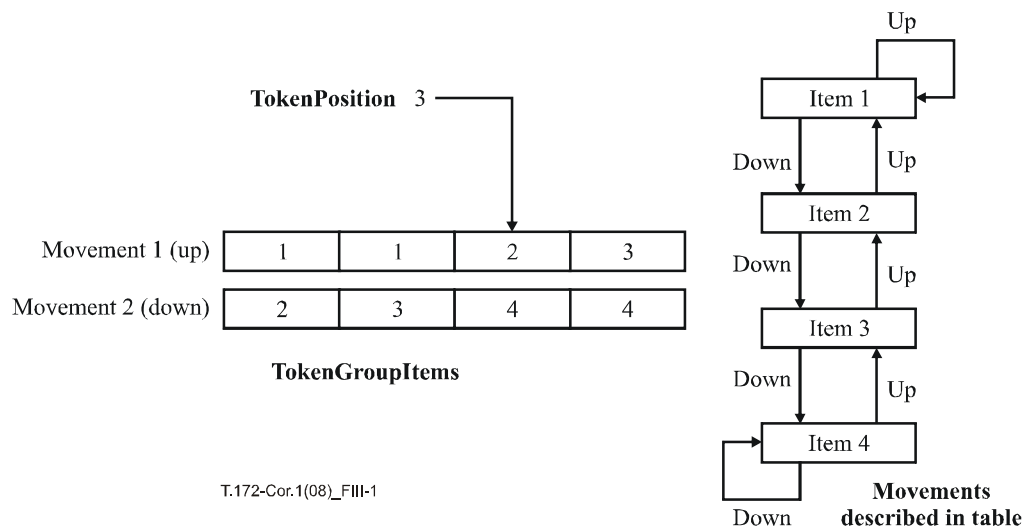 TokenPosition 3
Movement 1 (up) 1 1 2 3
Movement 2 (down) 2 3 4 4
TokenGroupItems
T.172-Cor.1(08)_FIII-1
Up
Item 1
Down Up
Item 2
Down Up
Item 3
Down Up
Item 4
Down
Movements
described in table